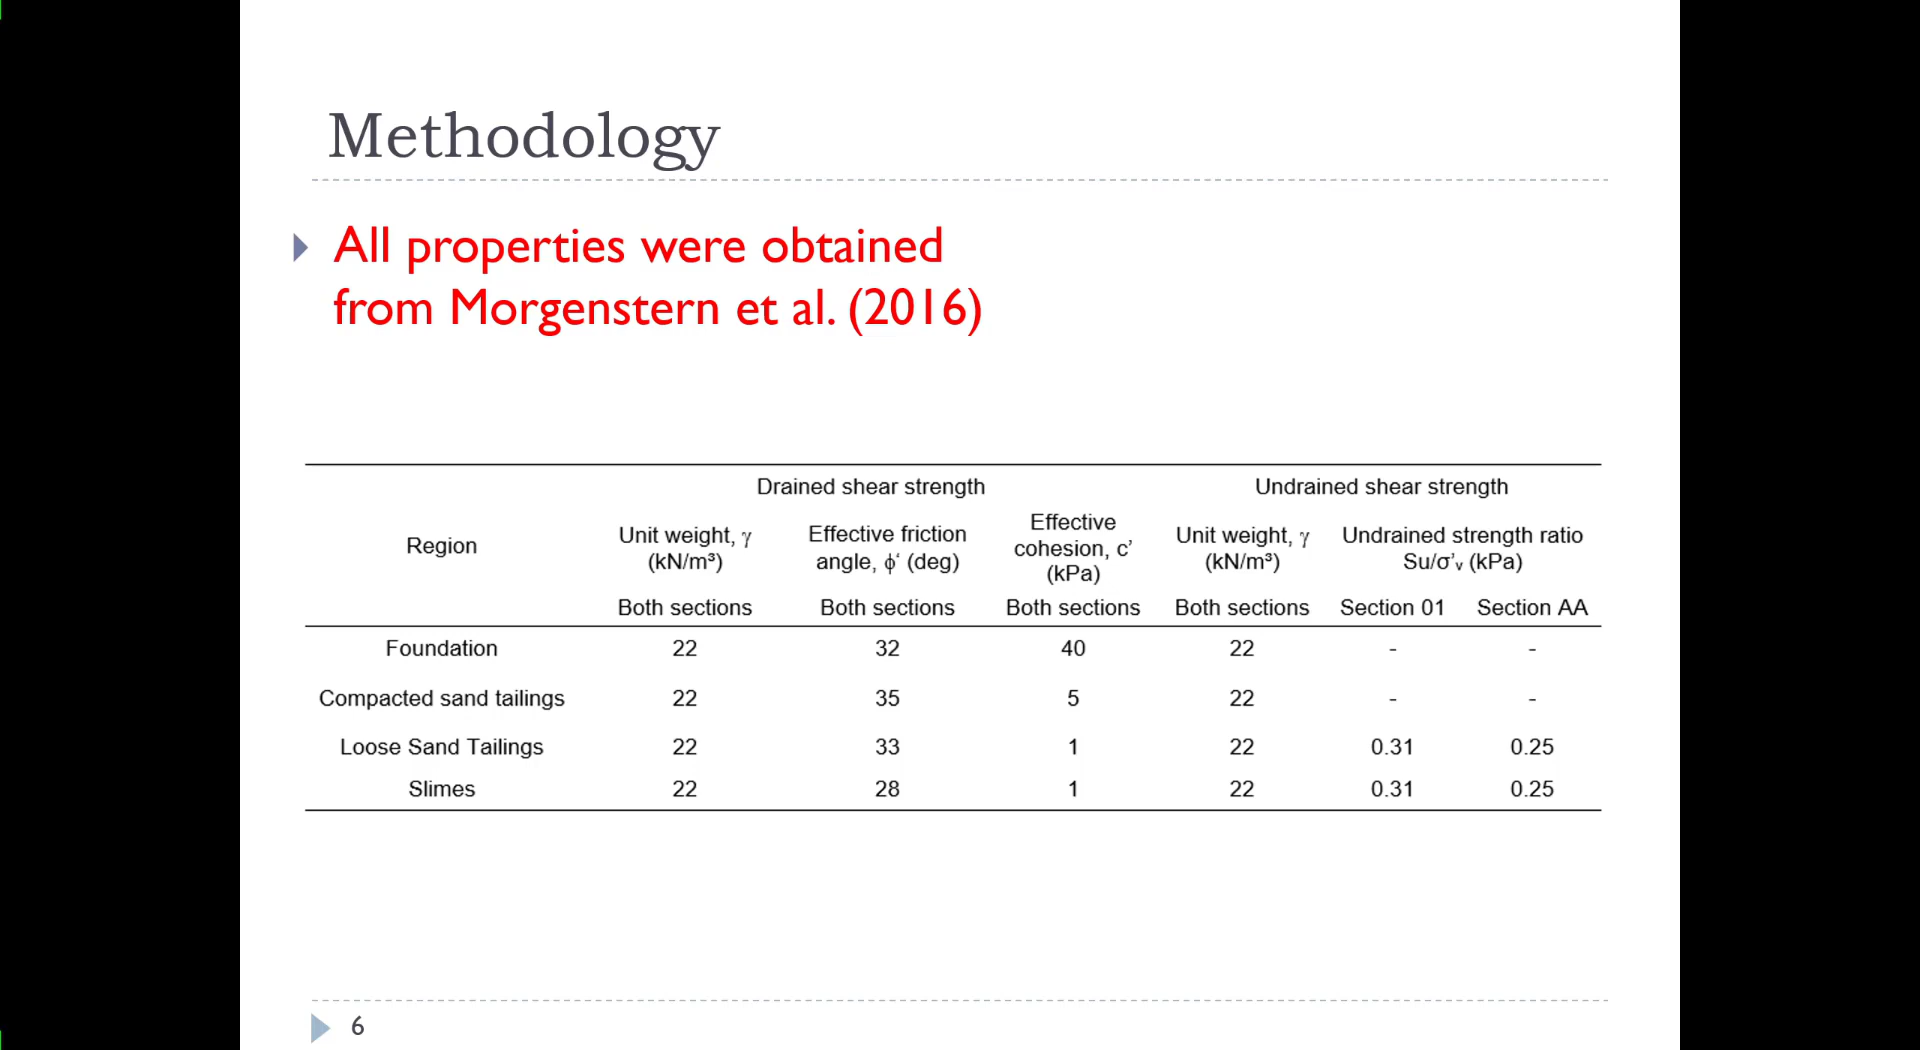 Methodology
All properties were obtained
from Morgenstern et al. (2016)
Drained shear strength Undrained shear strength
Region Unit weight, γ (kN/m³) Effective friction angle, ϕ‘ (deg) Effective cohesion, c’ (kPa) Unit weight, γ (kN/m³) Undrained strength ratio Su/σ’ᵥ (kPa)
Both sections Both sections Both sections Both sections Section 01 Section AA
Foundation 22 32 40 22 - -
Compacted sand tailings 22 35 5 22 - -
Loose Sand Tailings 22 33 1 22 0.31 0.25
Slimes 22 28 1 22 0.31 0.25
6